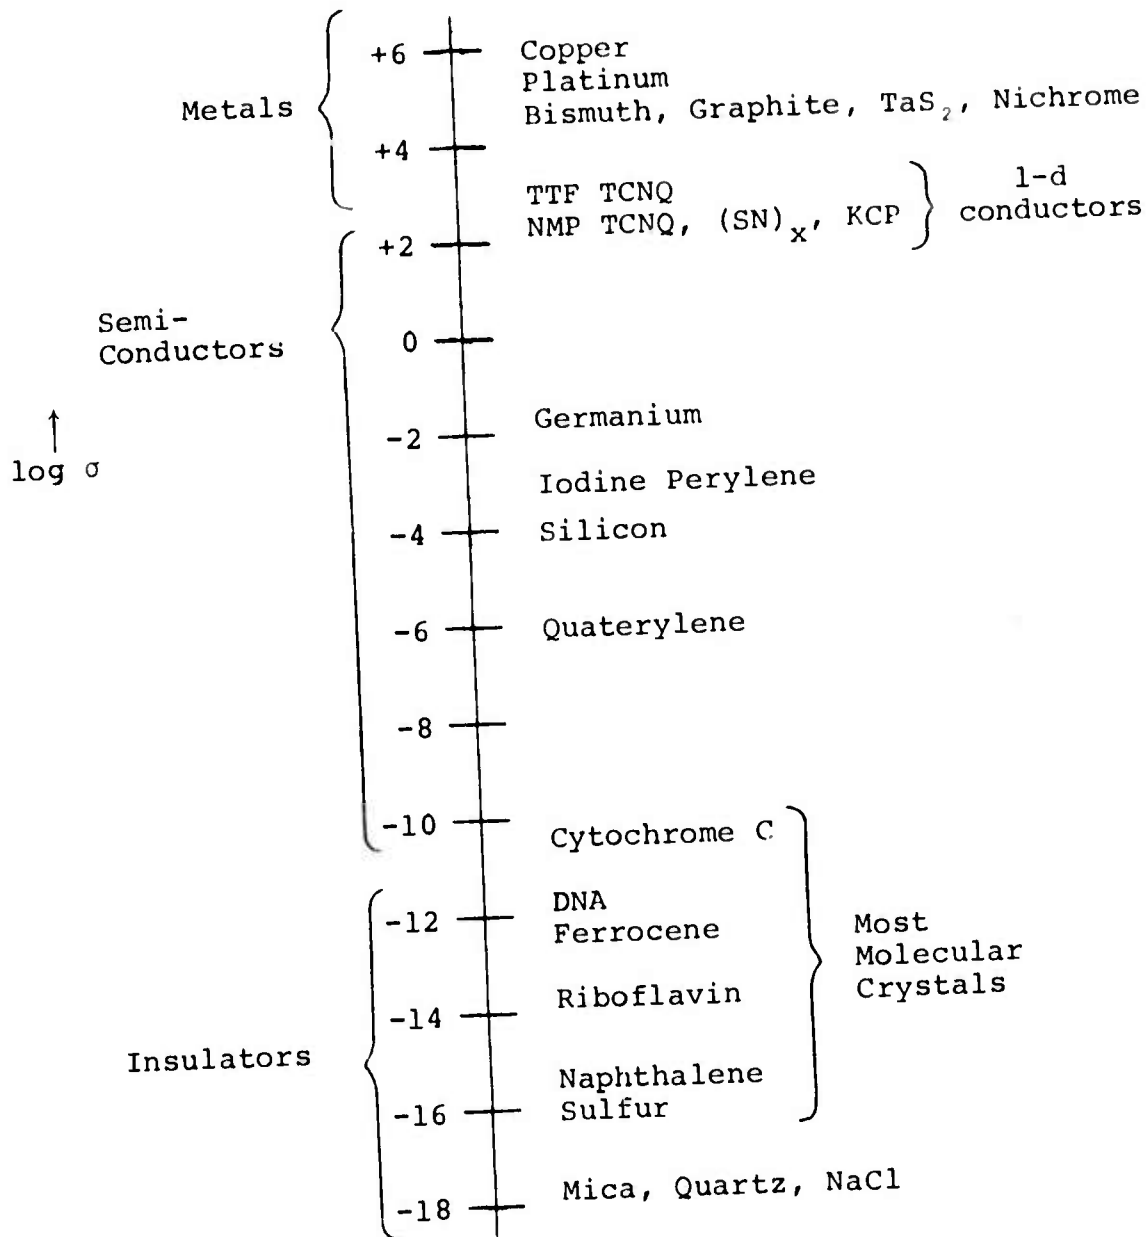 +6 Copper
Platinum
Metals Bismuth, Graphite, TaS₂, Nichrome
+4
TTF TCNQ 1-d
NMP TCNQ, (SN)ₓ, KCP conductors
+2
Semi-
Conductors 0
Germanium
-2
log σ
Iodine Perylene
-4 Silicon
-6 Quaterylene
-8
-10 Cytochrome C
DNA
-12 Ferrocene
Most
Molecular
Crystals
Riboflavin
-14
Insulators
Naphthalene
-16 Sulfur
Mica, Quartz, NaCl
-18